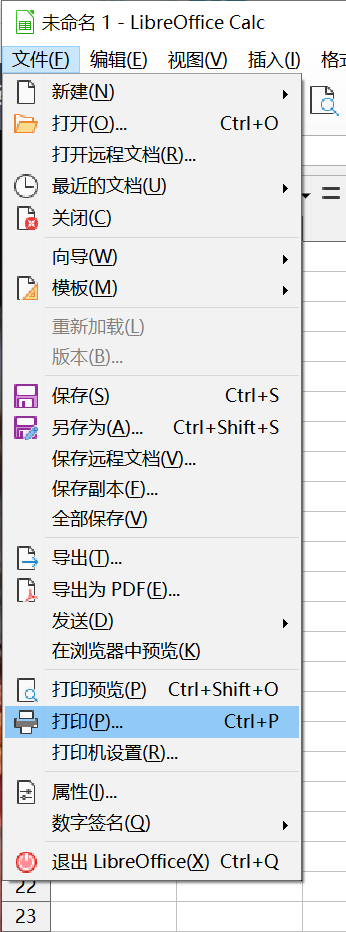 未命名 1 - LibreOffice Calc
文件(F) 编辑(E) 视图(V) 插入(I)
新建(N)
打开(O)... Ctrl+O
打开远程文档(R)...
最近的文档(U)
关闭(C)
向导(W)
模板(M)
重新加载(L)
版本(B)...
保存(S) Ctrl+S
另存为(A)... Ctrl+Shift+S
保存远程文档(V)...
保存副本(F)...
全部保存(V)
导出(T)...
导出为 PDF(E)...
发送(D)
在浏览器中预览(K)
打印预览(P) Ctrl+Shift+O
打印(P)... Ctrl+P
打印机设置(R)...
属性(I)...
数字签名(Q)
退出 LibreOffice(X) Ctrl+Q
22
23